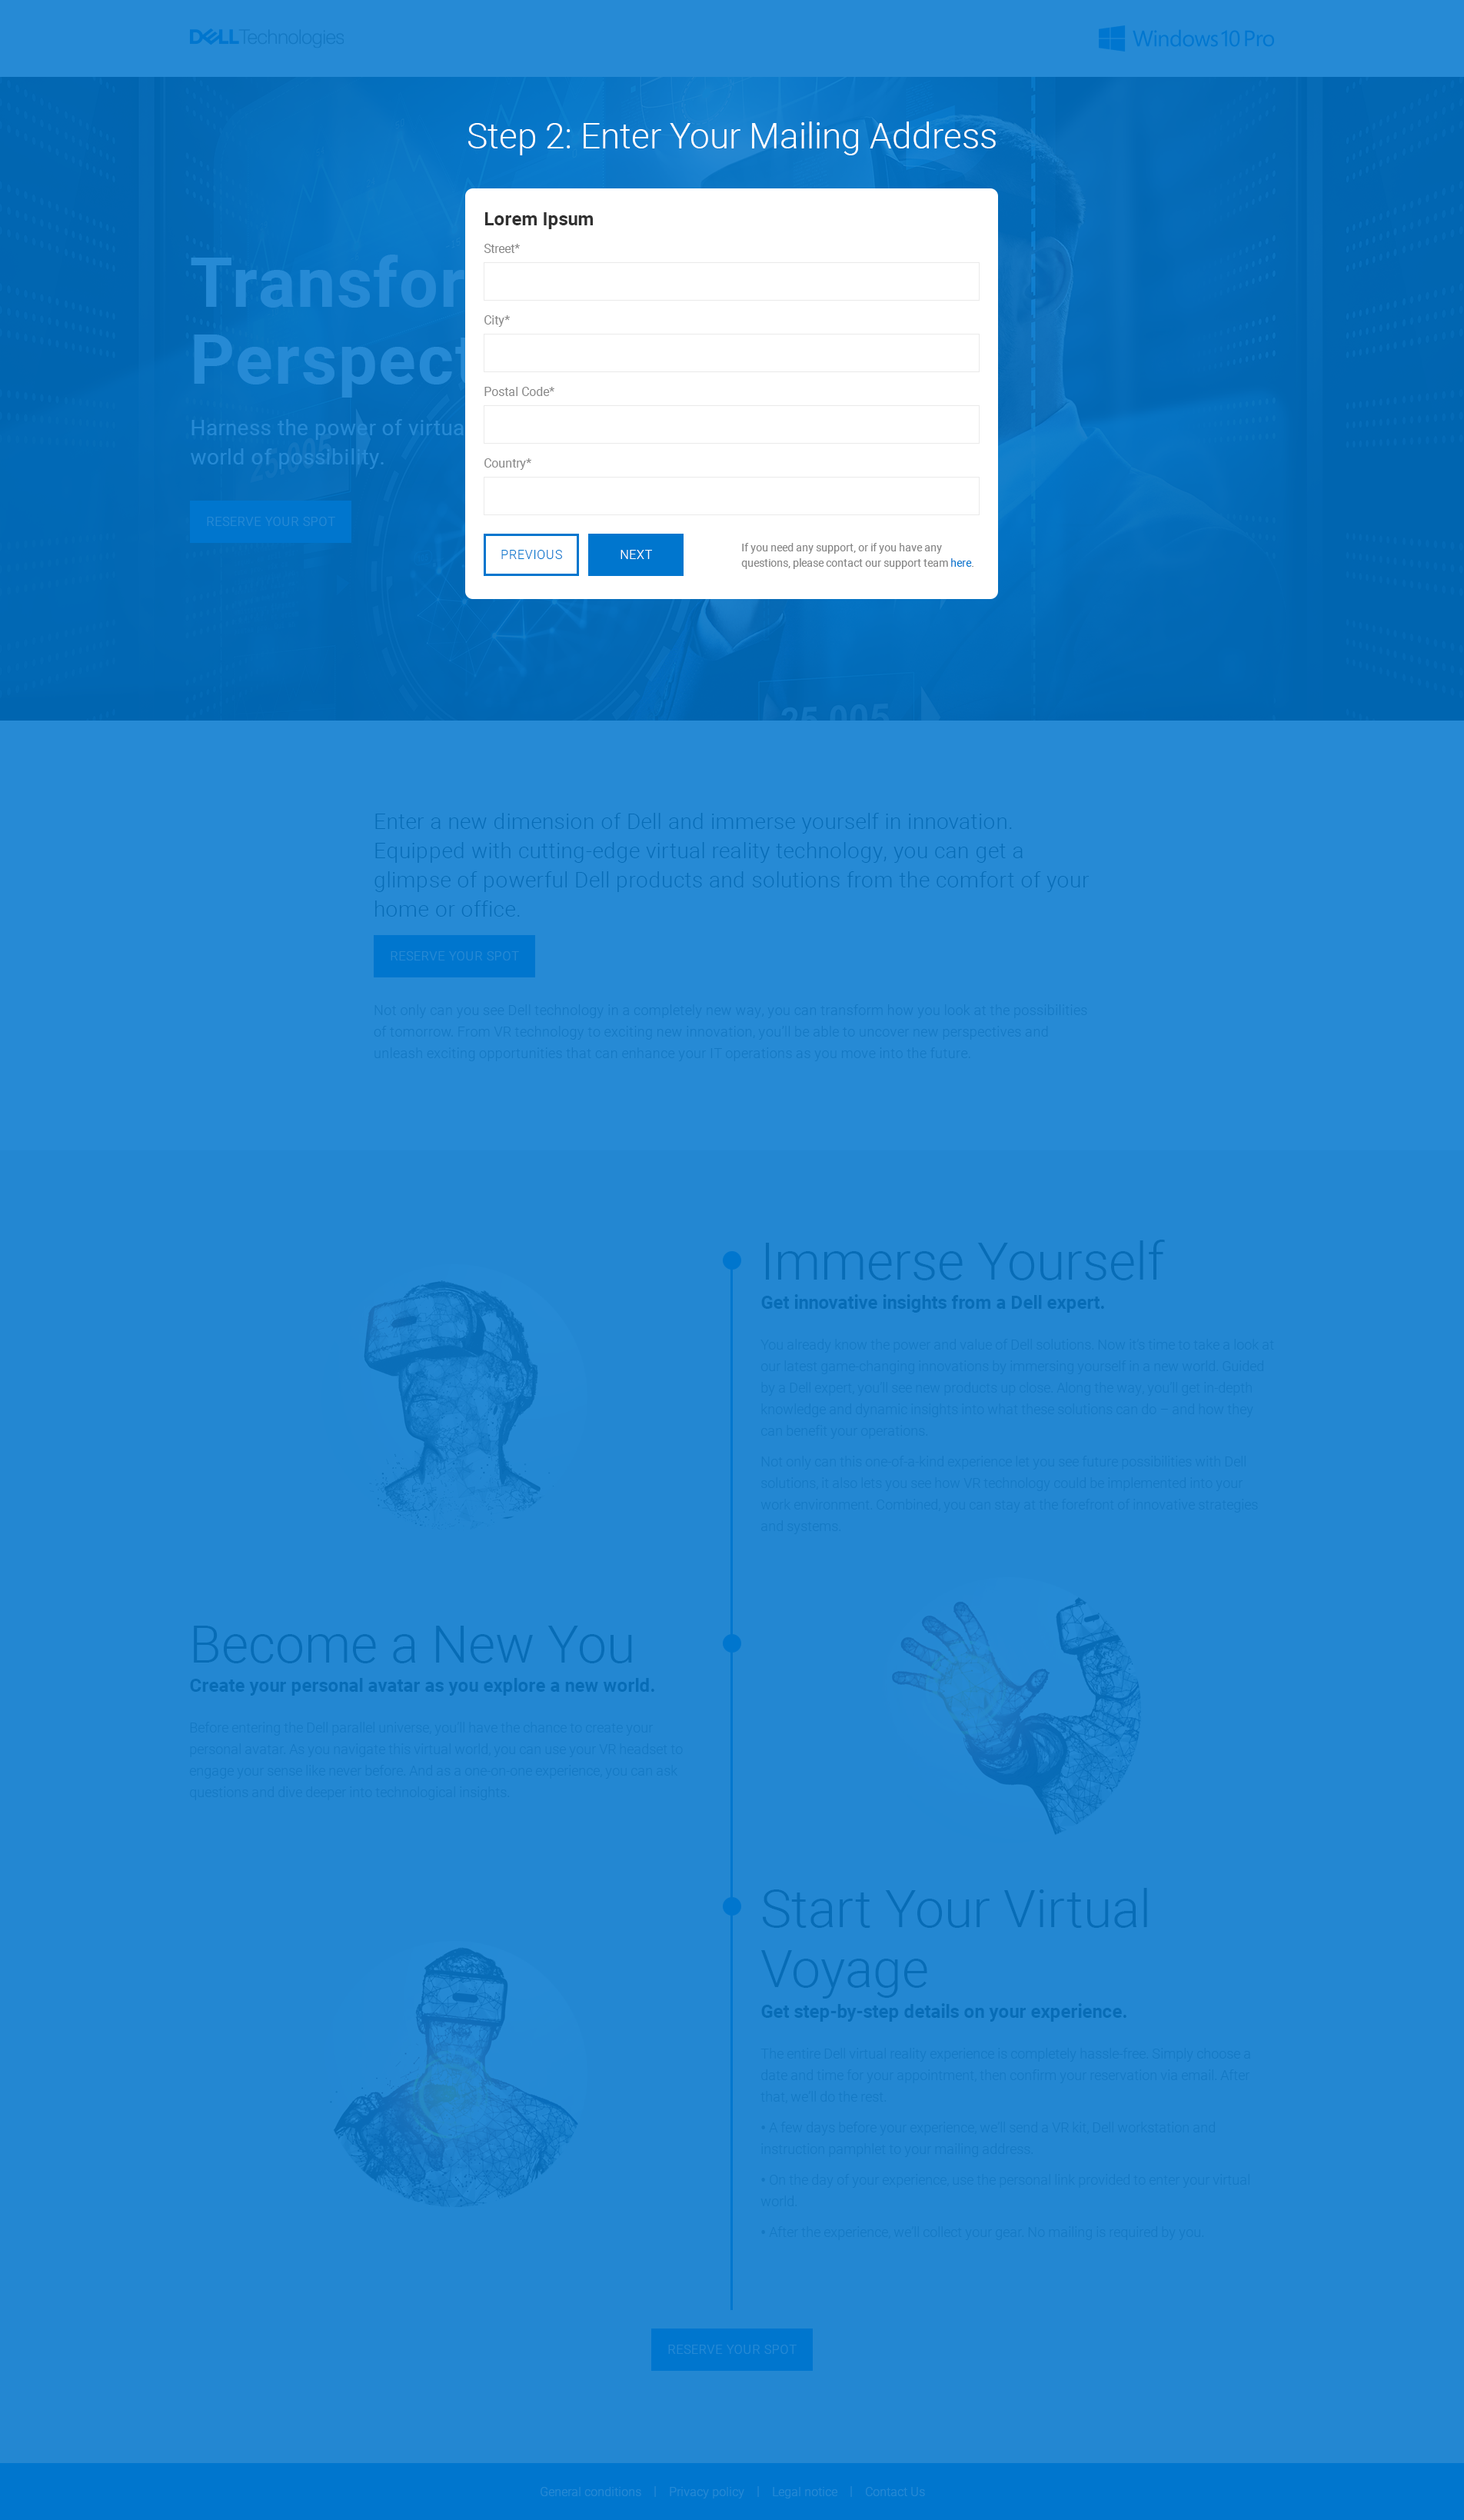 DELL Technologies
Windows 10 Pro
Step 2: Enter Your Mailing Address
Transfor
Perspect
Harness the power of virtua
world of possibility.
25.005
RESERVE YOUR SPOT
Lorem Ipsum
Street*
City*
Postal Code*
Country*
PREVIOUS
NEXT
If you need any support, or if you have any
questions, please contact our support team here.
25.005
Enter a new dimension of Dell and immerse yourself in innovation.
Equipped with cutting-edge virtual reality technology, you can get a
glimpse of powerful Dell products and solutions from the comfort of your
home or office.
RESERVE YOUR SPOT
Not only can you see Dell technology in a completely new way, you can transform how you look at the possibilities
of tomorrow. From VR technology to exciting new innovation, you'll be able to uncover new perspectives and
unleash exciting opportunities that can enhance your IT operations as you move into the future.
Immerse Yourself
Get innovative insights from a Dell expert.
You already know the power and value of Dell solutions. Now it's time to take a look at
our latest game-changing innovations by immersing yourself in a new world. Guided
by a Dell expert, you'll see new products up close. Along the way, you'll get in-depth
knowledge and dynamic insights into what these solutions can do – and how they
can benefit your operations.
Not only can this one-of-a-kind experience let you see future possibilities with Dell
solutions, it also lets you see how VR technology could be implemented into your
work environment. Combined, you can stay at the forefront of innovative strategies
and systems.
Become a New You
Create your personal avatar as you explore a new world.
Before entering the Dell parallel universe, you'll have the chance to create your
personal avatar. As you navigate this virtual world, you can use your VR headset to
engage your sense like never before. And as a one-on-one experience, you can ask
questions and dive deeper into technological insights.
Start Your Virtual
Voyage
Get step-by-step details on your experience.
The entire Dell virtual reality experience is completely hassle-free. Simply choose a
date and time for your appointment, then confirm your reservation via email. After
that, we'll do the rest.
• A few days before your experience, we'll send a VR kit, Dell workstation and
instruction pamphlet to your mailing address.
• On the day of your experience, use the personal link provided to enter your virtual
world.
• After the experience, we'll collect your gear. No mailing is required by you.
RESERVE YOUR SPOT
General conditions | Privacy policy | Legal notice | Contact Us